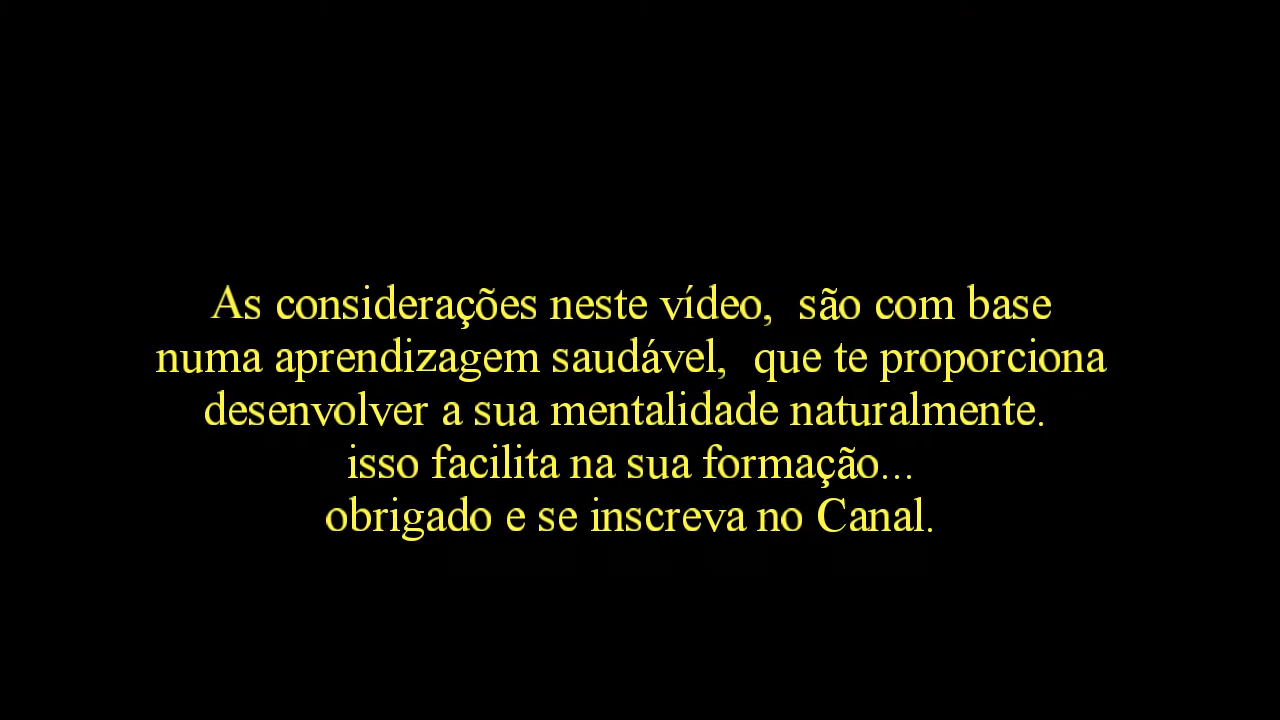 As considerações neste vídeo,  são com base
numa aprendizagem saudável,  que te proporciona
desenvolver a sua mentalidade naturalmente.
isso facilita na sua formação...
obrigado e se inscreva no Canal.